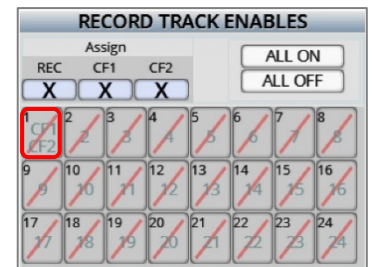 RECORD TRACK ENABLES
Assign
REC CF1 CF2
X X X
ALL ON
ALL OFF
1 2 3 4 5 6 7 8
CF1 2 3 4 5 6 7 8
CF2
9 10 11 12 13 14 15 16
9 10 11 12 13 14 15 16
17 18 19 20 21 22 23 24
17 18 19 20 21 22 23 24